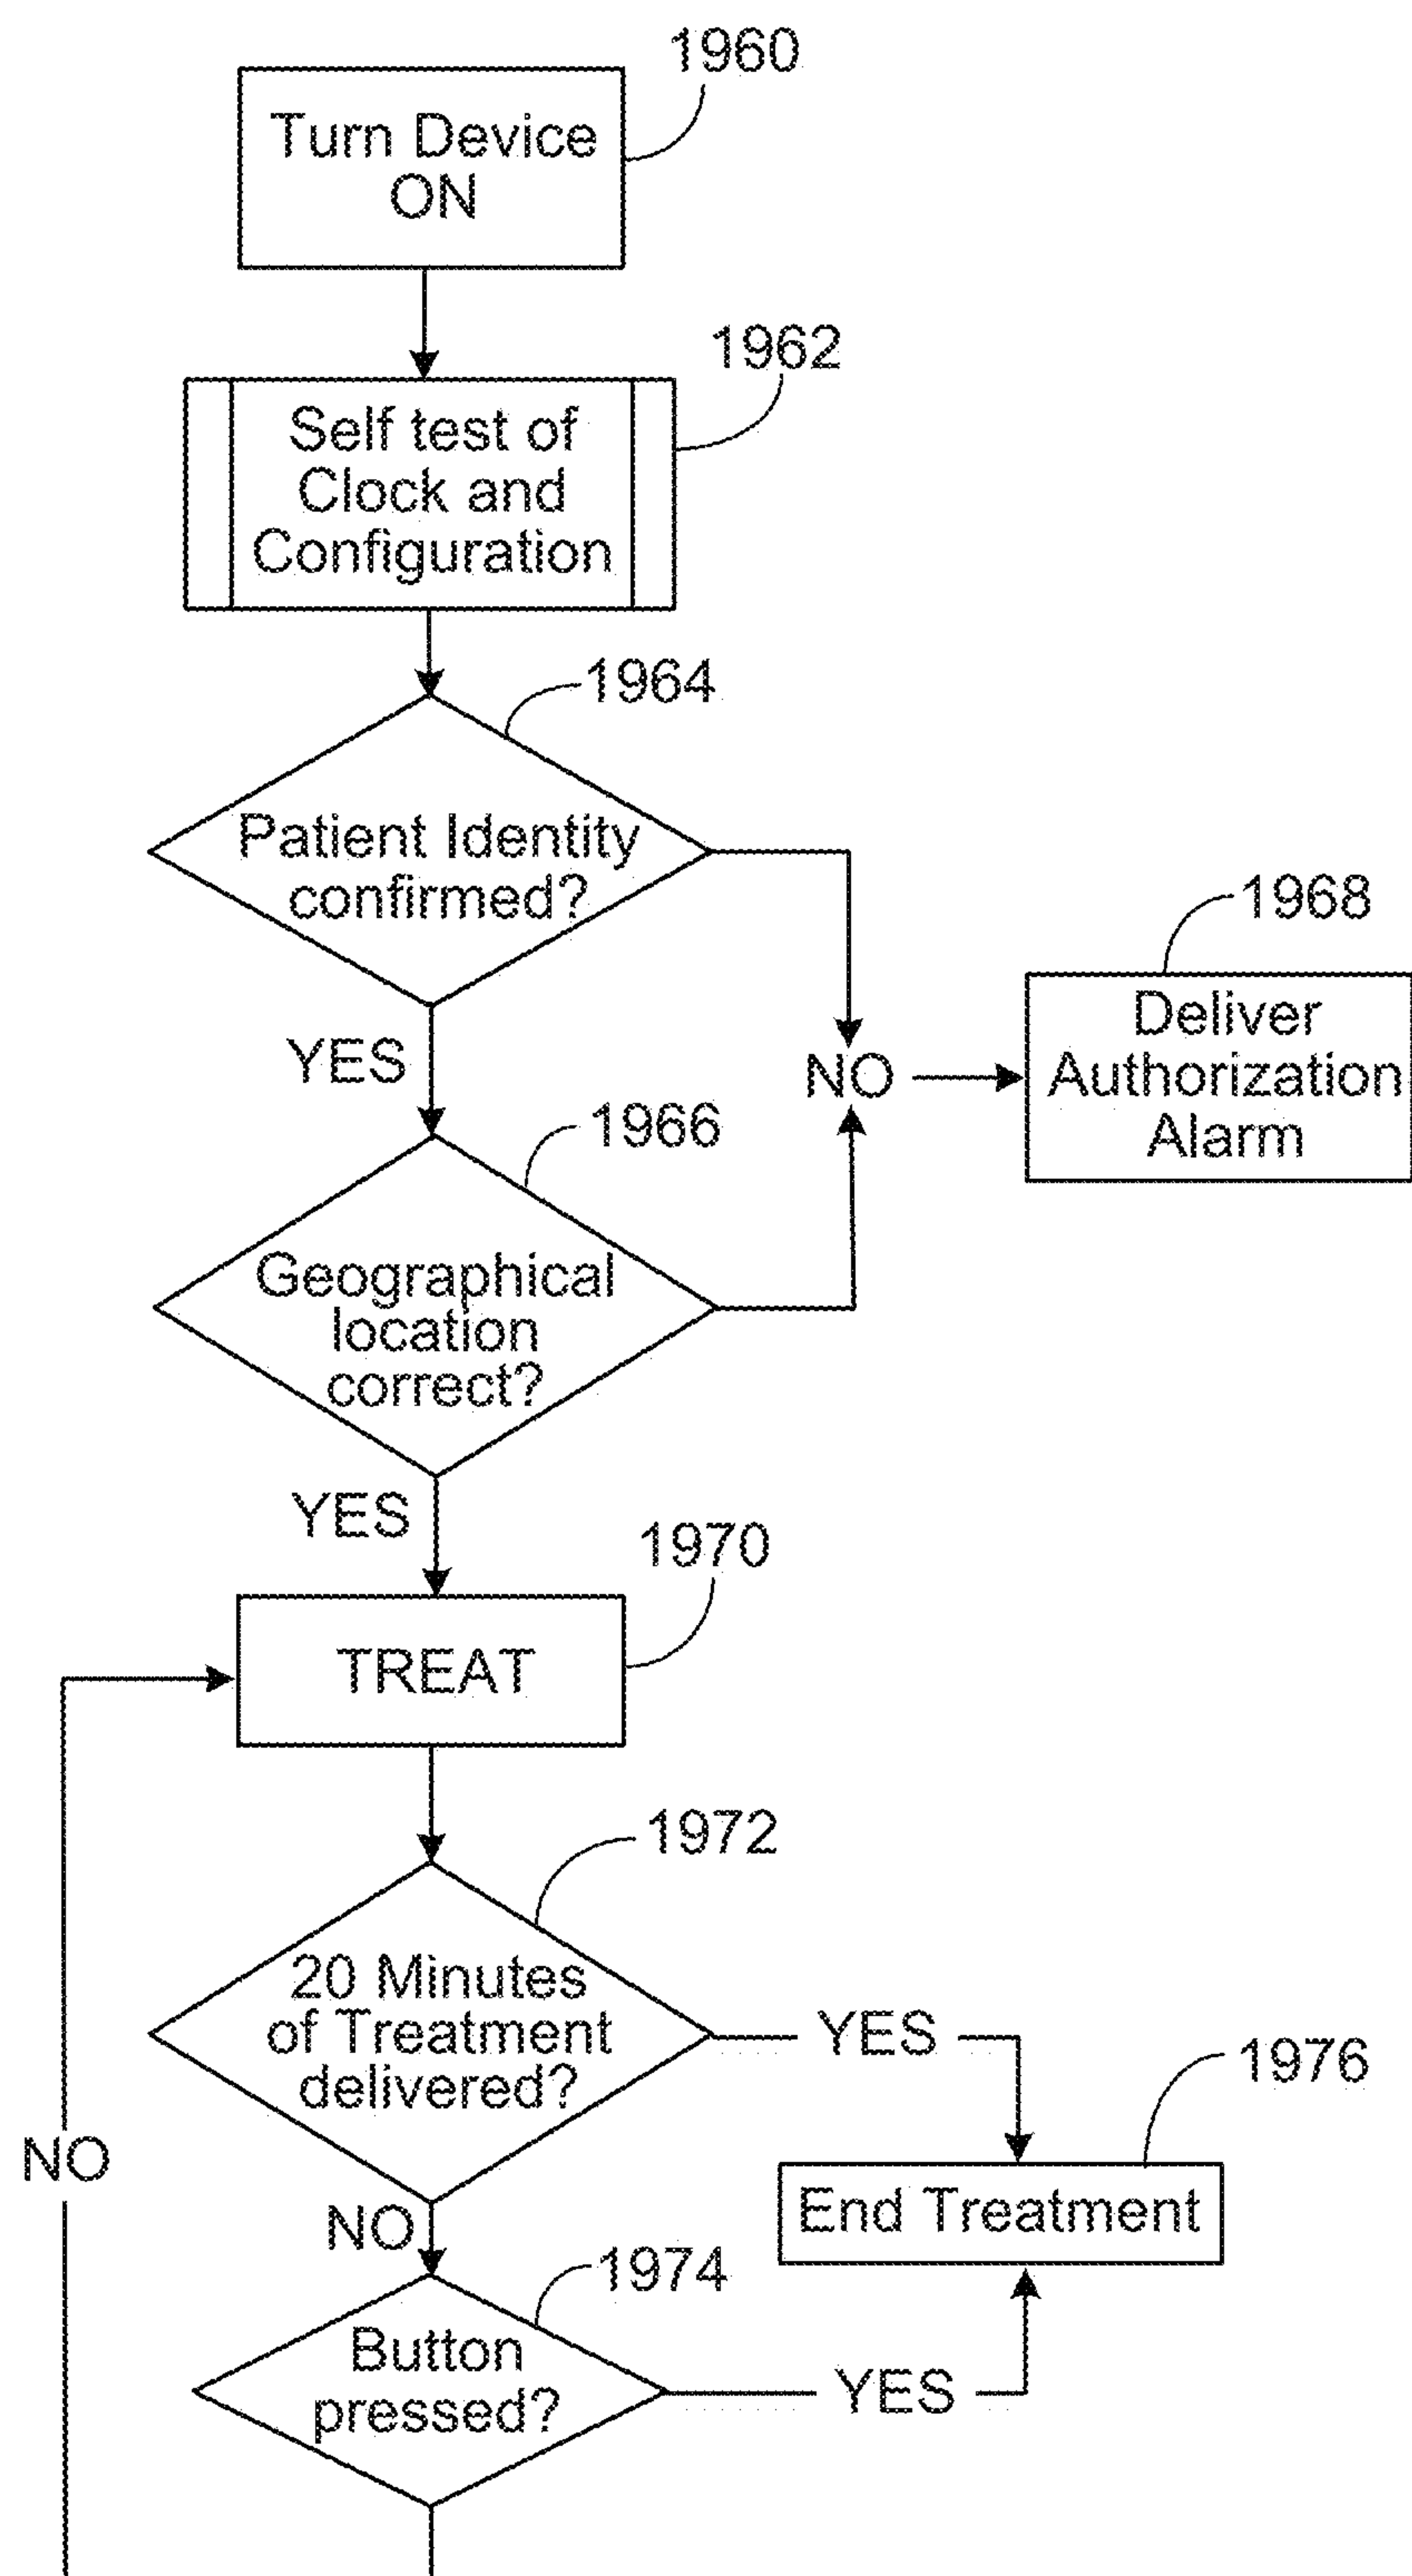 1960
Turn Device
ON
1962
Self test of
Clock and
Configuration
1964
Patient Identity
confirmed?
1968
Deliver
Authorization
Alarm
YES
NO
1966
Geographical
location
correct?
YES
1970
TREAT
1972
20 Minutes
of Treatment
delivered?
YES
1976
End Treatment
NO
NO
1974
Button
pressed?
YES